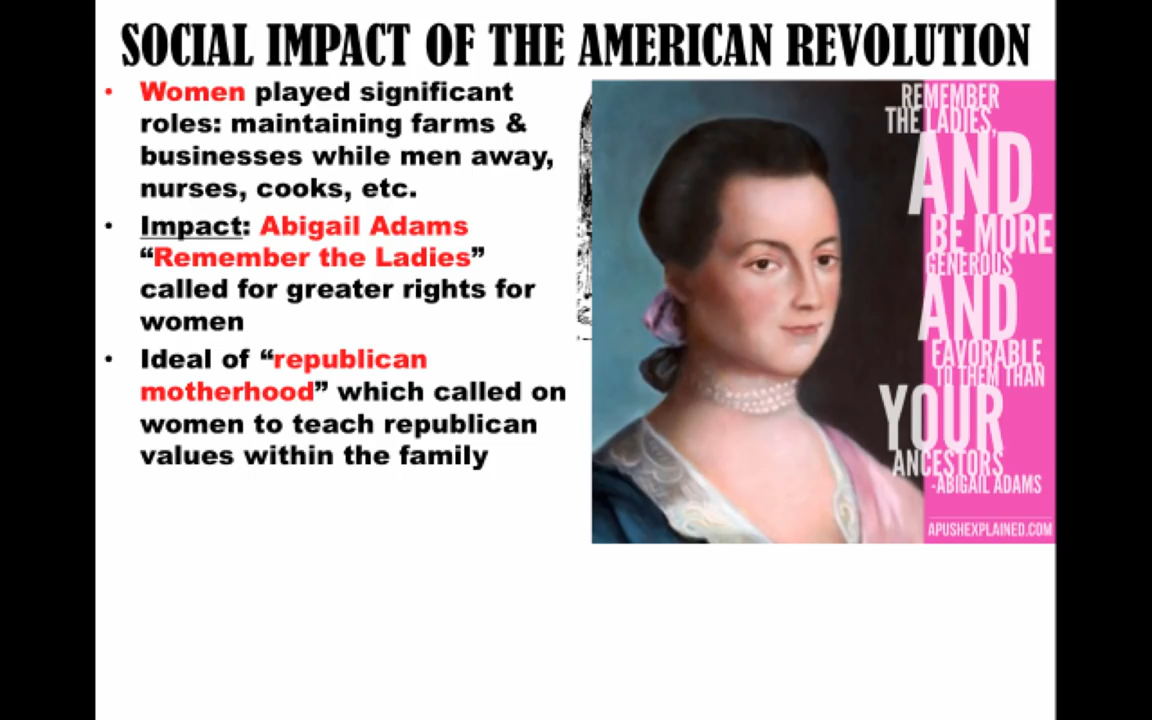 SOCIAL IMPACT OF THE AMERICAN REVOLUTION
• Women played significant
roles: maintaining farms &
businesses while men away,
nurses, cooks, etc.
• Impact: Abigail Adams
“Remember the Ladies”
called for greater rights for
women
• Ideal of “republican
motherhood” which called on
women to teach republican
values within the family
REMEMBER
THE LADIES,
AND
BE MORE
GENEROUS
AND
FAVORABLE
TO THEM THAN
YOUR
ANCESTORS
-ABIGAIL ADAMS
APUSHEXPLAINED.COM